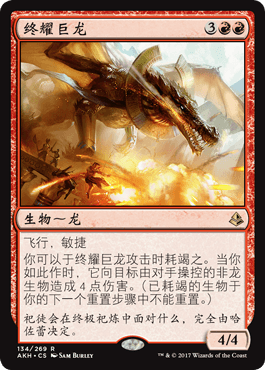 终耀巨龙 3
生物～龙
飞行，敏捷
你可以于终耀巨龙攻击时耗竭之。当你
如此作时，它向目标由对手操控的非龙
生物造成4点伤害。（已耗竭的生物于
你的下一个重置步骤中不能重置。）
祀徒会在终极祀炼中面对什么，完全由哈
佐蕾决定。
4/4
134/269 R
AKH • CS SAM BURLEY
™ & © 2017 Wizards of the Coast